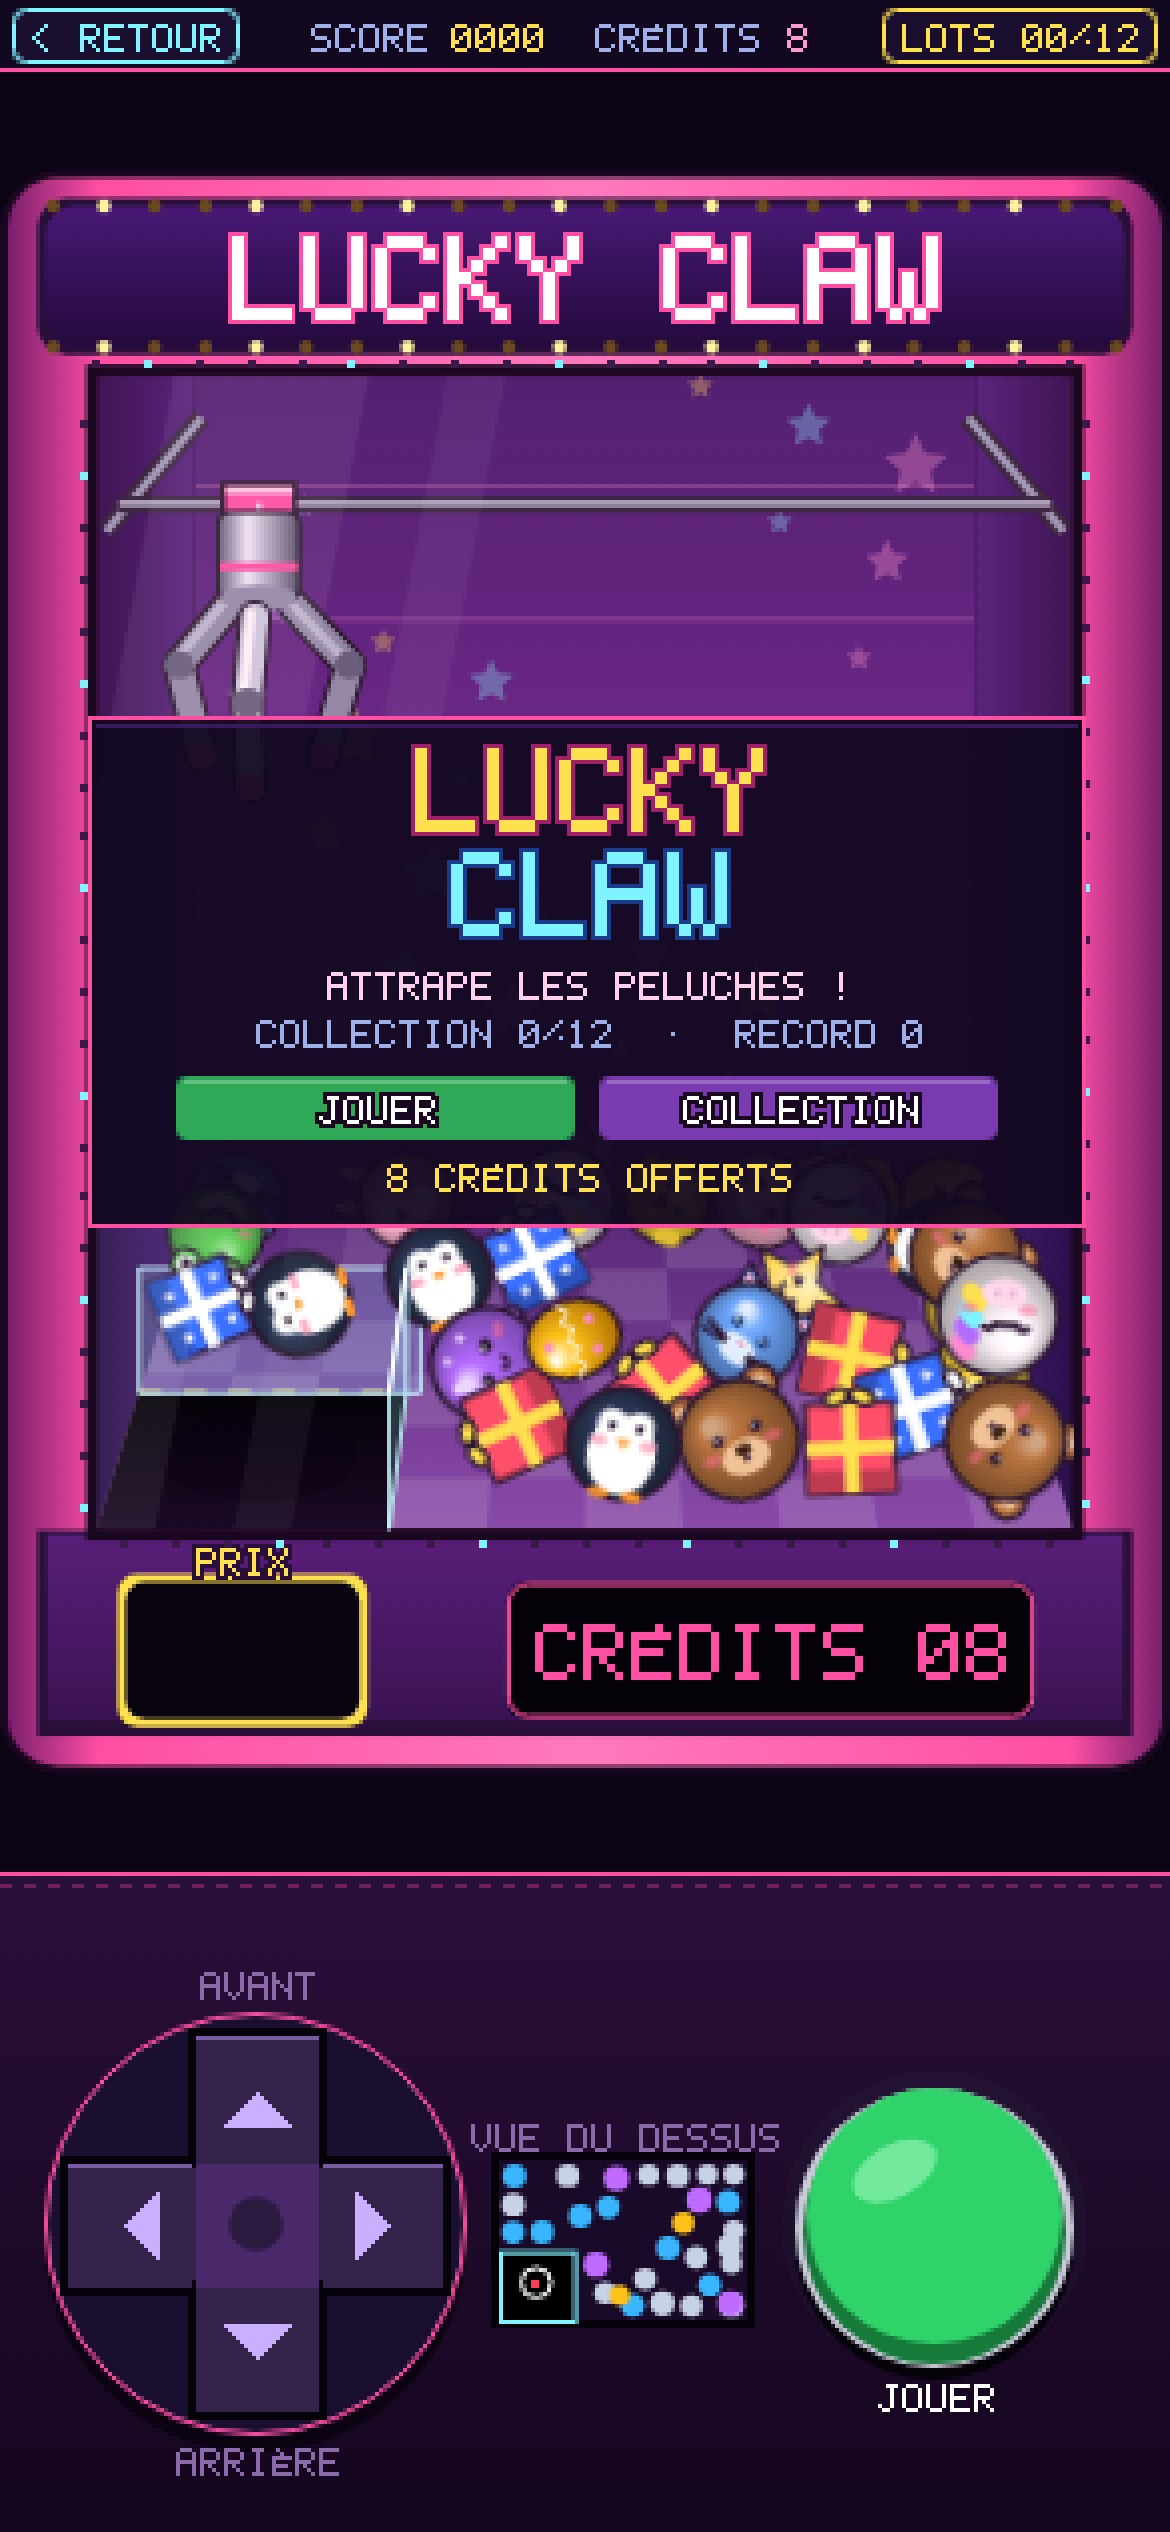 < RETOUR
SCORE 0000 CRÉDITS 8
LOTS 00/12
LUCKY CLAW
LUCKY
CLAW
ATTRAPE LES PELUCHES !
COLLECTION 0/12 · RECORD 0
JOUER
COLLECTION
8 CRÉDITS OFFERTS
PRIX
CRÉDITS 08
AVANT
VUE DU DESSUS
JOUER
ARRIÈRE